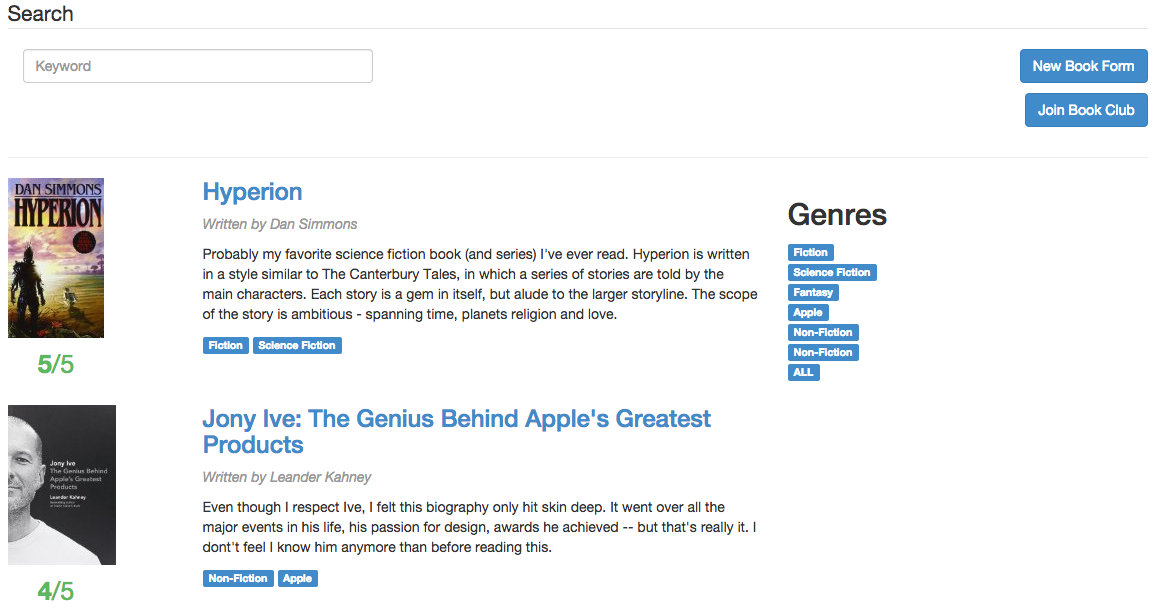 Search
Keyword
New Book Form
Join Book Club
DAN SIMMONS
HYPERION
5/5
Hyperion
Written by Dan Simmons
Probably my favorite science fiction book (and series) I've ever read. Hyperion is written
in a style similar to The Canterbury Tales, in which a series of stories are told by the
main characters. Each story is a gem in itself, but alude to the larger storyline. The scope
of the story is ambitious - spanning time, planets religion and love.
Fiction Science Fiction
Genres
Fiction
Science Fiction
Fantasy
Apple
Non-Fiction
Non-Fiction
ALL
Jony Ive
The Genius Behind
Apple's Greatest
Products
Leander Kahney
4/5
Jony Ive: The Genius Behind Apple's Greatest
Products
Written by Leander Kahney
Even though I respect Ive, I felt this biography only hit skin deep. It went over all the
major events in his life, his passion for design, awards he achieved -- but that's really it. I
dont't feel I know him anymore than before reading this.
Non-Fiction Apple